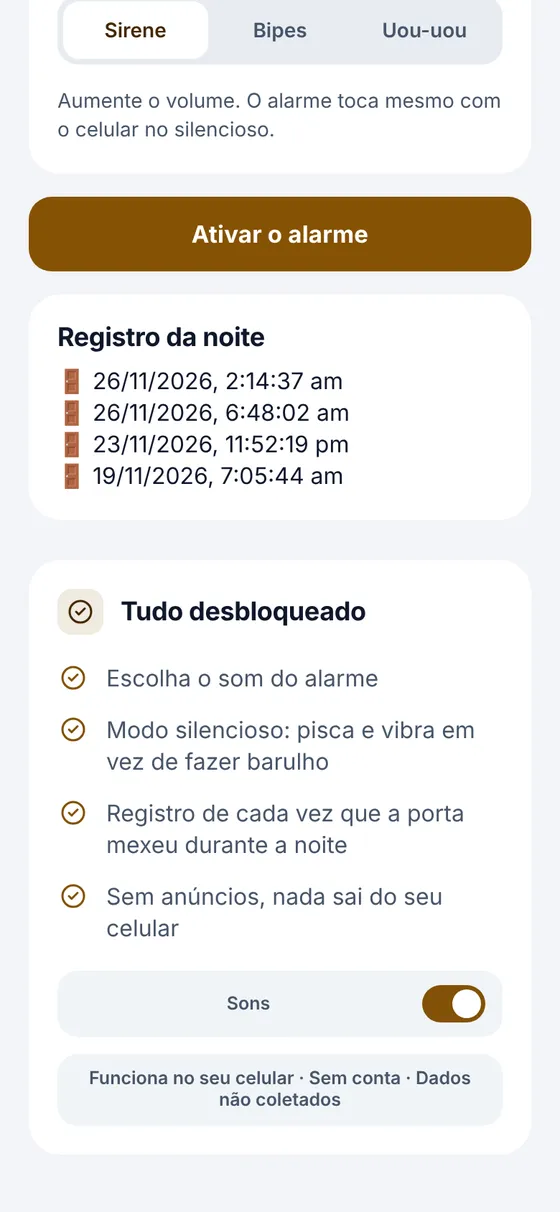 Sirene
Bipes
Uou-uou
Aumente o volume. O alarme toca mesmo com
o celular no silencioso.
Ativar o alarme
Registro da noite
26/11/2026, 2:14:37 am
26/11/2026, 6:48:02 am
23/11/2026, 11:52:19 pm
19/11/2026, 7:05:44 am
Tudo desbloqueado
Escolha o som do alarme
Modo silencioso: pisca e vibra em
vez de fazer barulho
Registro de cada vez que a porta
mexeu durante a noite
Sem anúncios, nada sai do seu
celular
Sons
Funciona no seu celular · Sem conta · Dados
não coletados